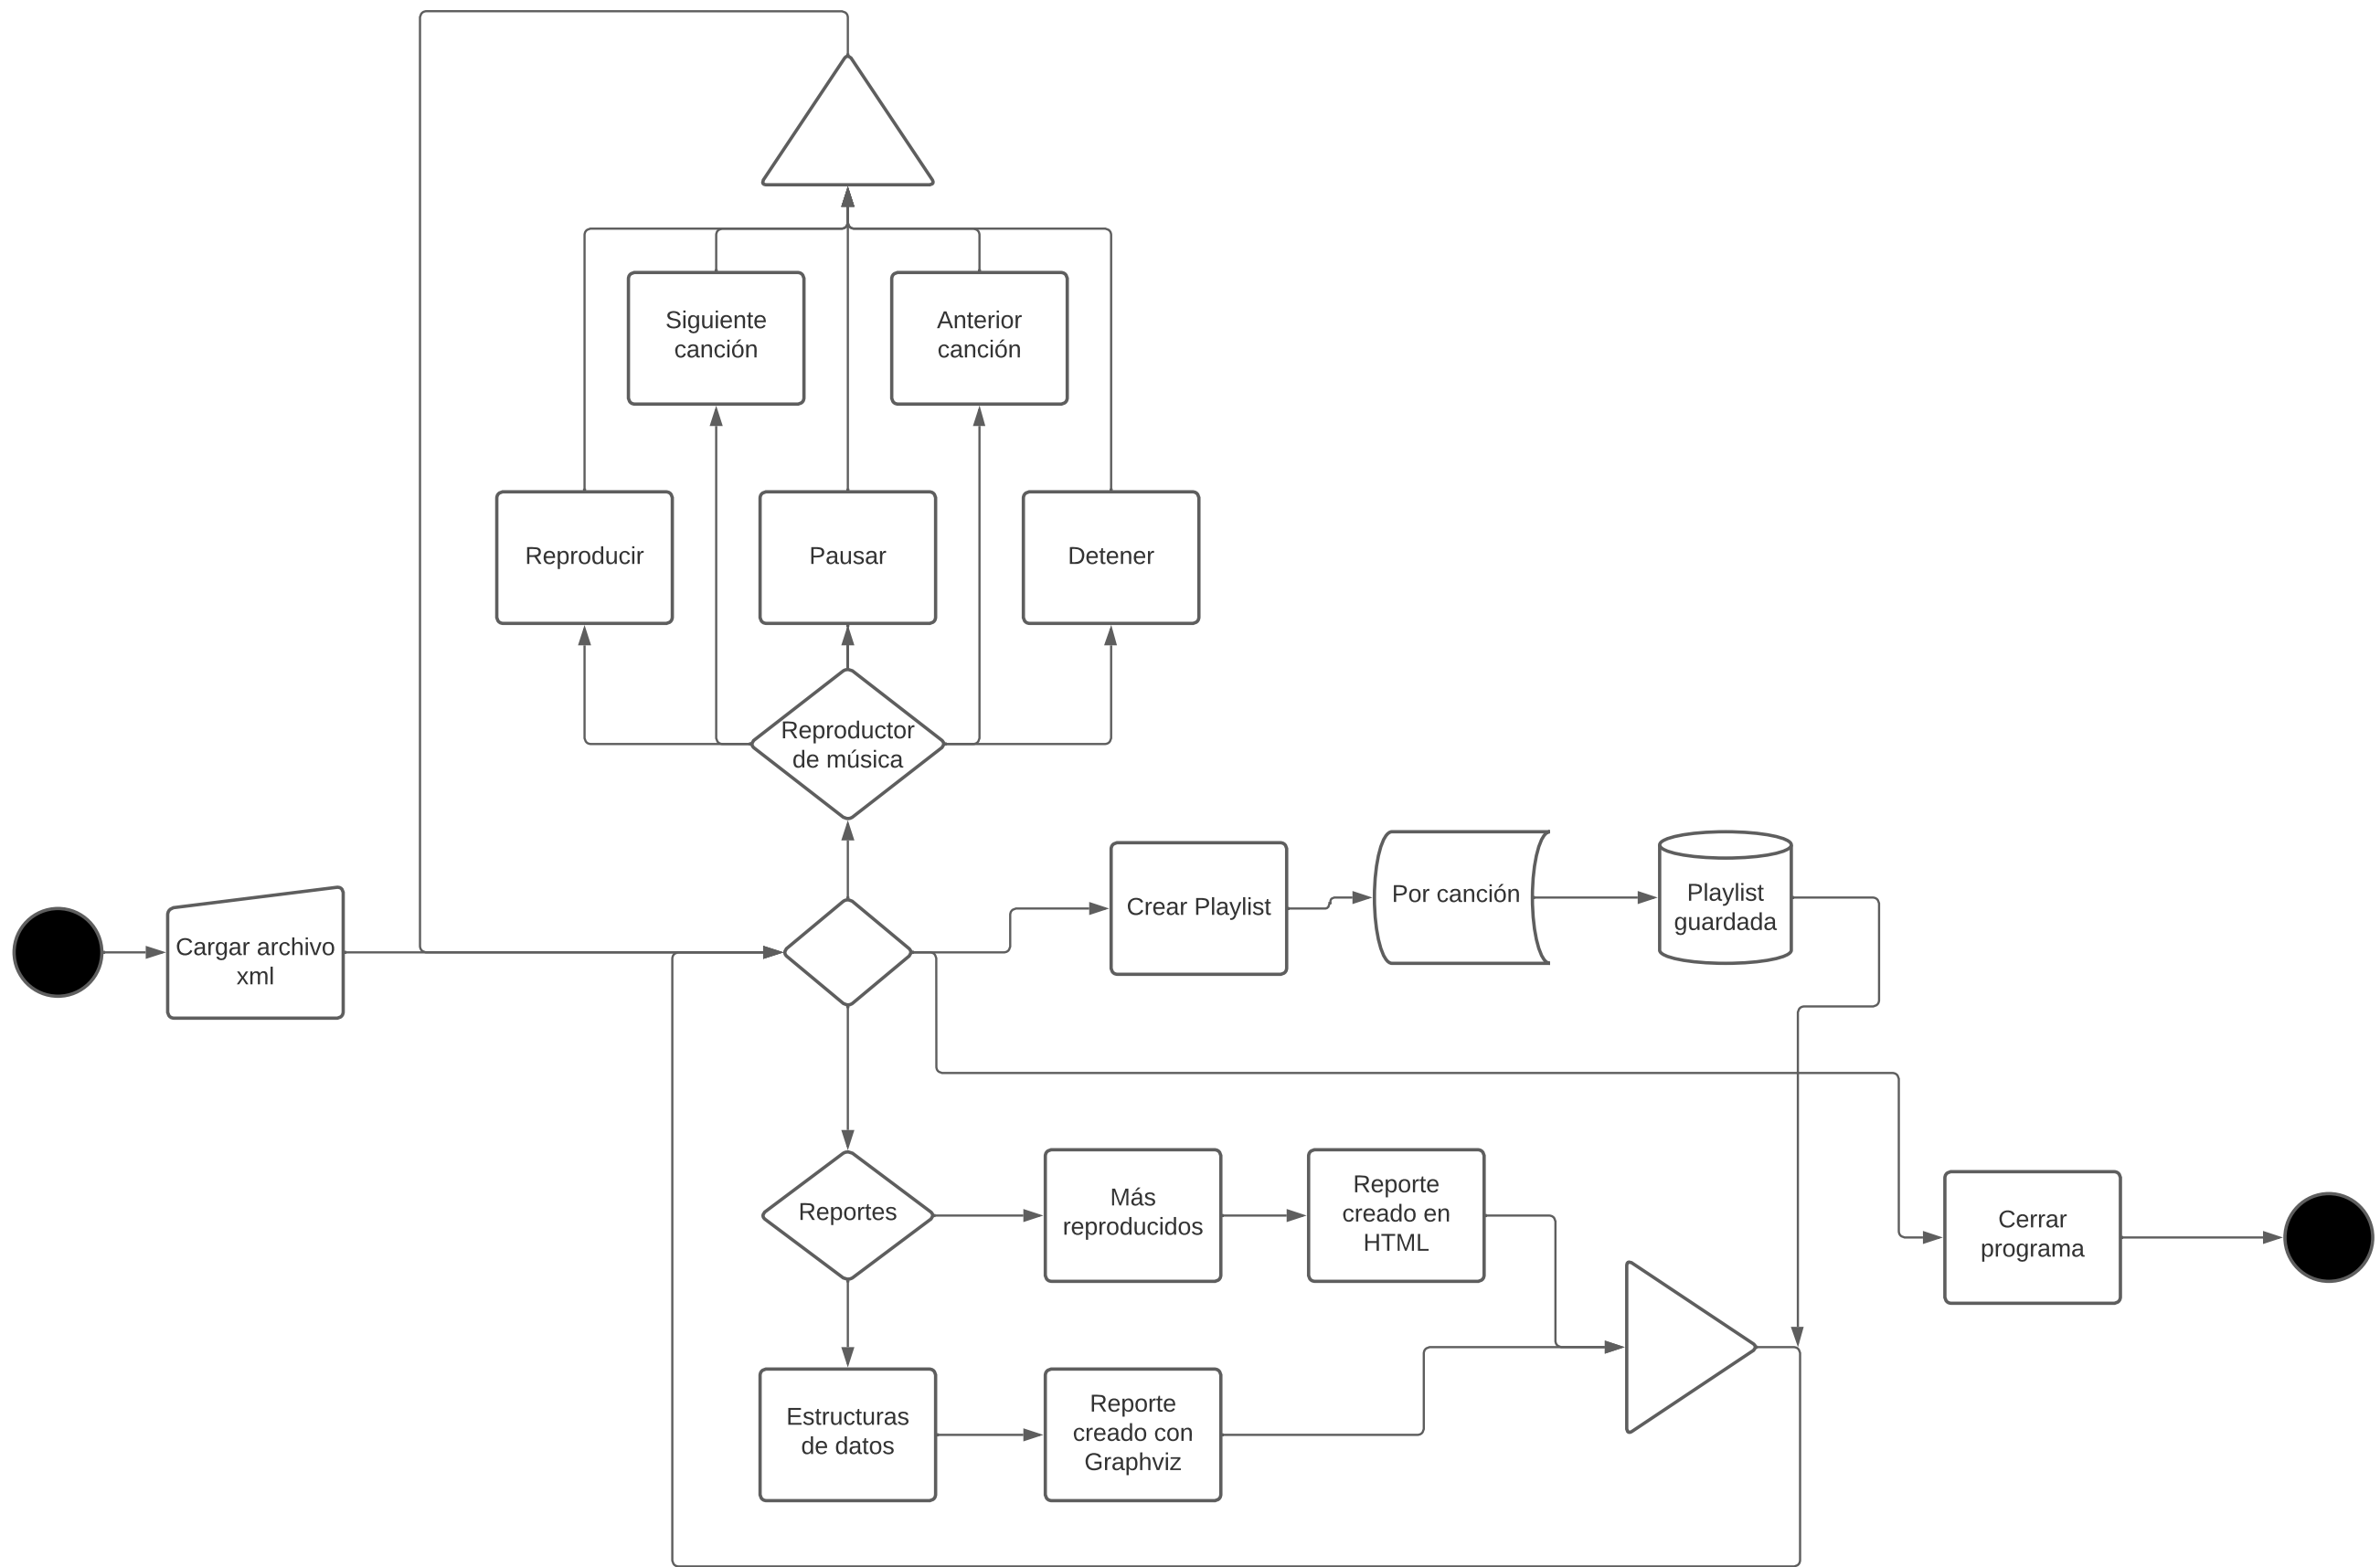 Siguiente
canción
Anterior
canción
Reproducir
Pausar
Detener
Reproductor
de música
Cargar archivo
xml
Crear Playlist
Por canción
Playlist
guardada
Reportes
Más
reproducidos
Reporte
creado en
HTML
Cerrar
programa
Estructuras
de datos
Reporte
creado con
Graphviz